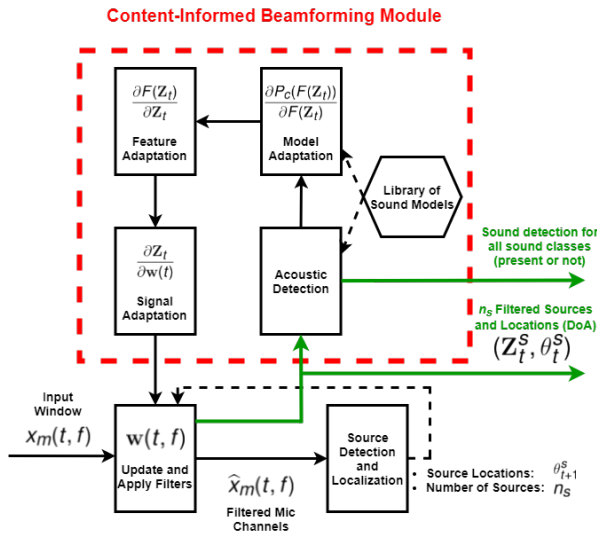 Content-Informed Beamforming Module
∂F(Z_t)
∂Z_t
Feature
Adaptation
∂P_c(F(Z_t))
∂F(Z_t)
Model
Adaptation
Library of
Sound Models
∂Z_t
∂w(t)
Signal
Adaptation
Acoustic
Detection
Sound detection for
all sound classes
(present or not)
n_s Filtered Sources
and Locations (DoA)
(Z_t^s, θ_t^s)
Input
Window
x_m(t, f)
w(t, f)
Update and
Apply Filters
x̂_m(t, f)
Filtered Mic
Channels
Source
Detection
and
Localization
• Source Locations: θ_{t+1}^s
• Number of Sources: n_s